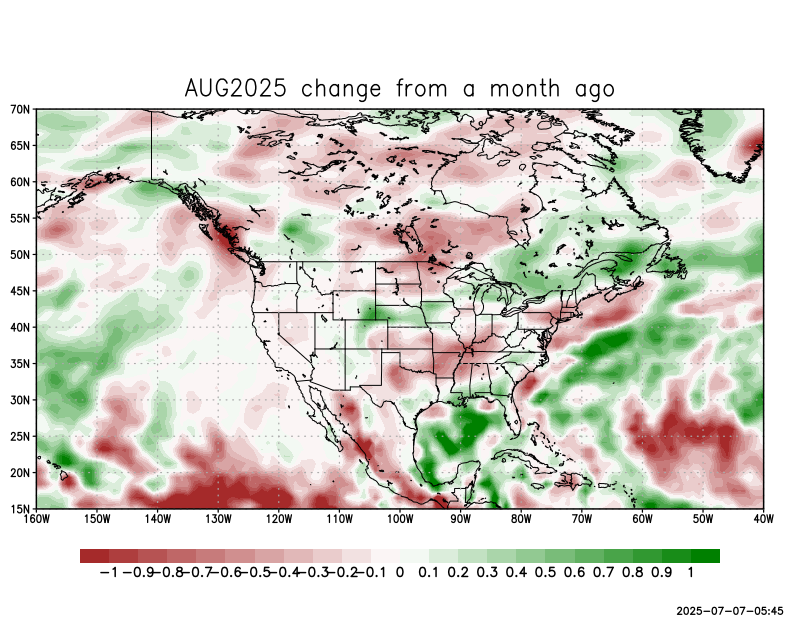 AUG2025 change from a month ago
70N
65N
60N
55N
50N
45N
40N
35N
30N
25N
20N
15N
160W 150W 140W 130W 120W 110W 100W 90W 80W 70W 60W 50W 40W
−1 −0.9 −0.8 −0.7 −0.6 −0.5 −0.4 −0.3 −0.2 −0.1 0 0.1 0.2 0.3 0.4 0.5 0.6 0.7 0.8 0.9 1
2025-07-07-05:45